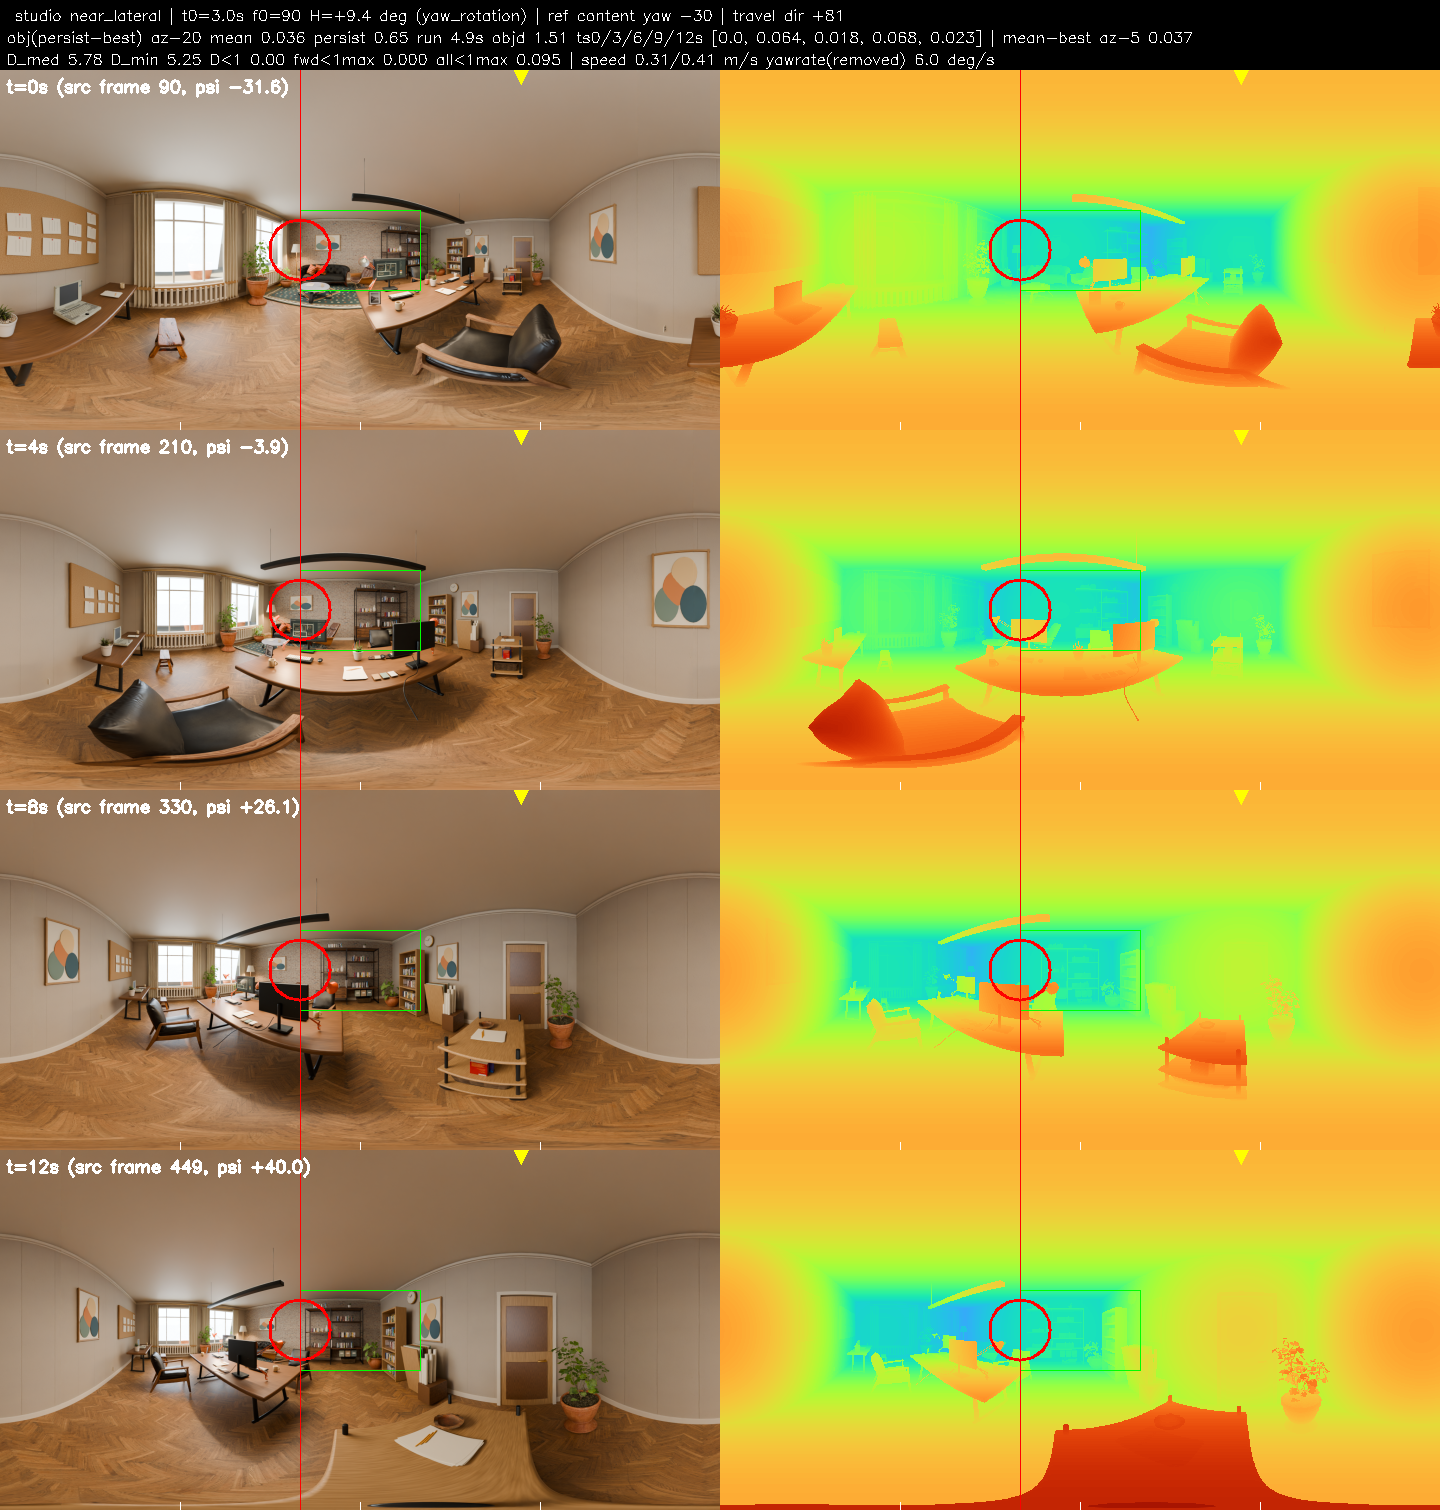 studio near_lateral | t0=3.0s f0=90 H=+9.4 deg (yaw_rotation) | ref content yaw −30 | travel dir +81
obj(persist−best) az−20 mean 0.036 persist 0.65 run 4.9s objd 1.51 ts0/3/6/9/12s [0.0, 0.064, 0.018, 0.068, 0.023] | mean−best az−5 0.037
D_med 5.78 D_min 5.25 D<1 0.00 fwd<1max 0.000 all<1max 0.095 | speed 0.31/0.41 m/s yawrate(removed) 6.0 deg/s
t=0s (src frame 90, psi −31.6)
t=4s (src frame 210, psi −3.9)
t=8s (src frame 330, psi +26.1)
t=12s (src frame 449, psi +40.0)